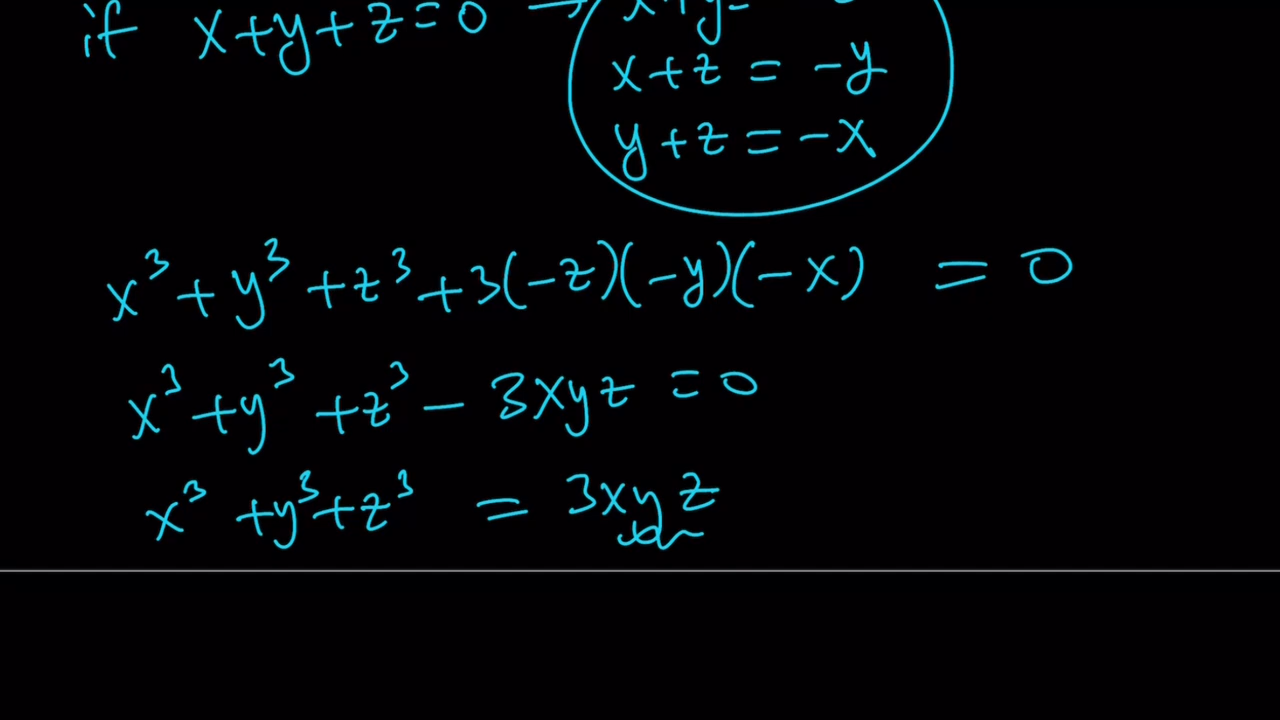 if x+y+z=0 → x+y=
x+z = -y
y+z = -x
x³+y³+z³+3(-z)(-y)(-x) = 0
x³+y³+z³-3xyz=0
x³+y³+z³ = 3xyz